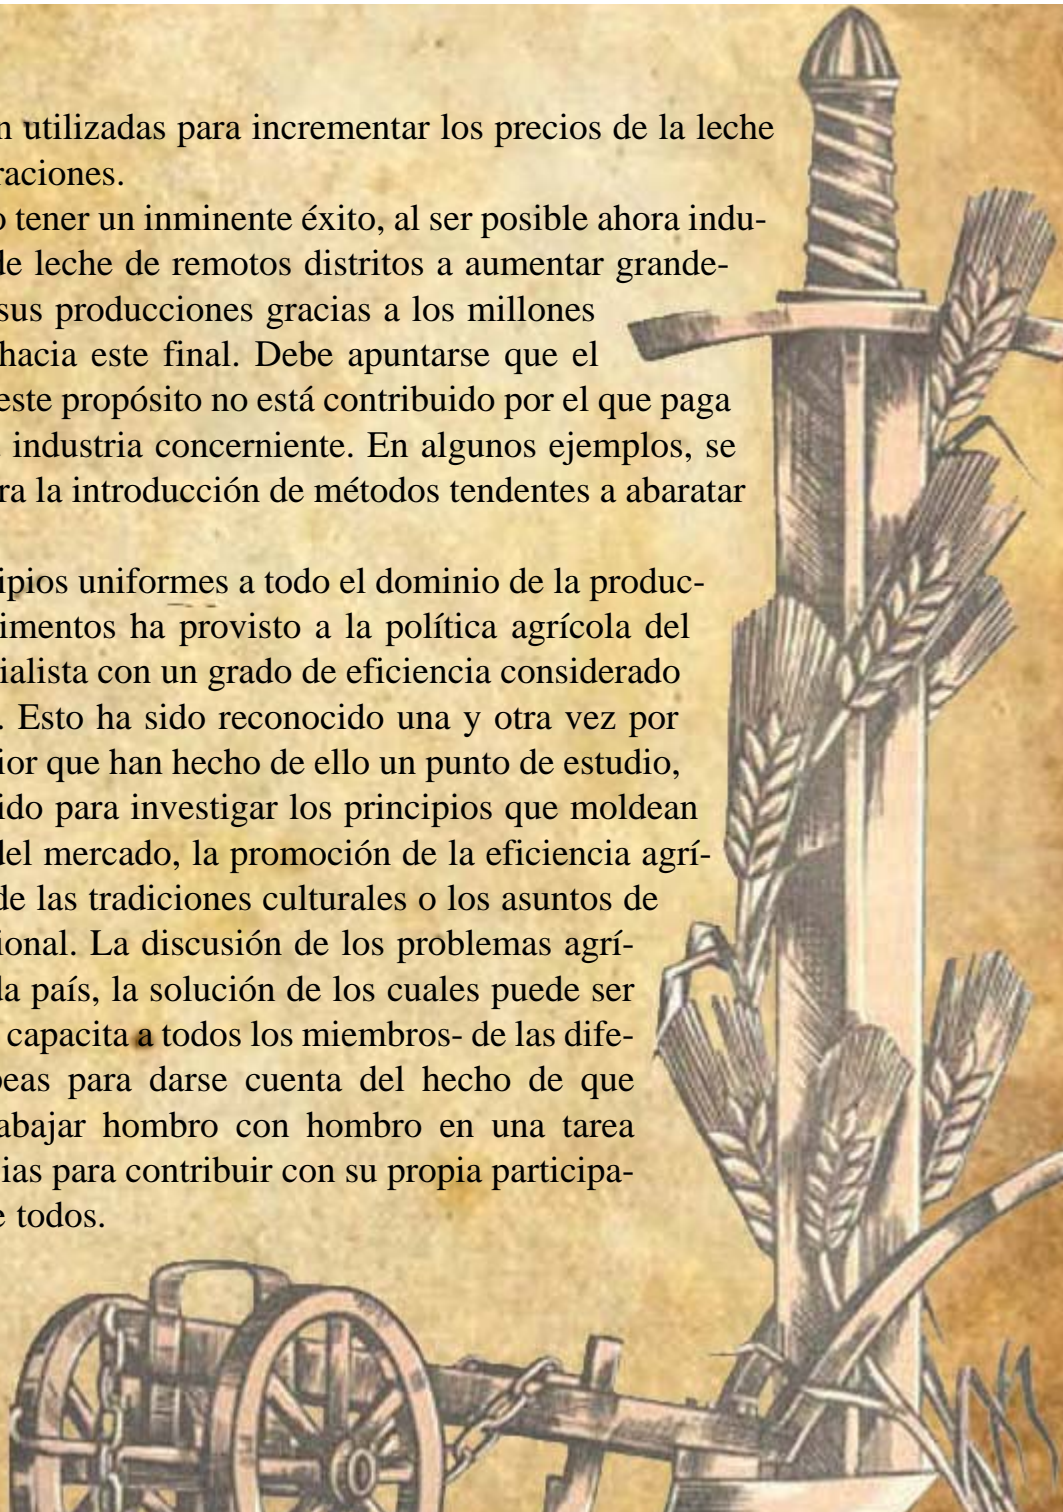 n utilizadas para incrementar los precios de la leche
raciones.
o tener un inminente éxito, al ser posible ahora indu-
de leche de remotos distritos a aumentar grande-
sus producciones gracias a los millones
hacia este final. Debe apuntarse que el
este propósito no está contribuido por el que paga
industria concerniente. En algunos ejemplos, se
ra la introducción de métodos tendentes a abaratar
ipios uniformes a todo el dominio de la produc-
imentos ha provisto a la política agrícola del
ialista con un grado de eficiencia considerado
. Esto ha sido reconocido una y otra vez por
ior que han hecho de ello un punto de estudio,
ido para investigar los principios que moldean
del mercado, la promoción de la eficiencia agrí-
de las tradiciones culturales o los asuntos de
ional. La discusión de los problemas agrí-
da país, la solución de los cuales puede ser
capacita a todos los miembros- de las dife-
peas para darse cuenta del hecho de que
abajar hombro con hombro en una tarea
ias para contribuir con su propia participa-
e todos.